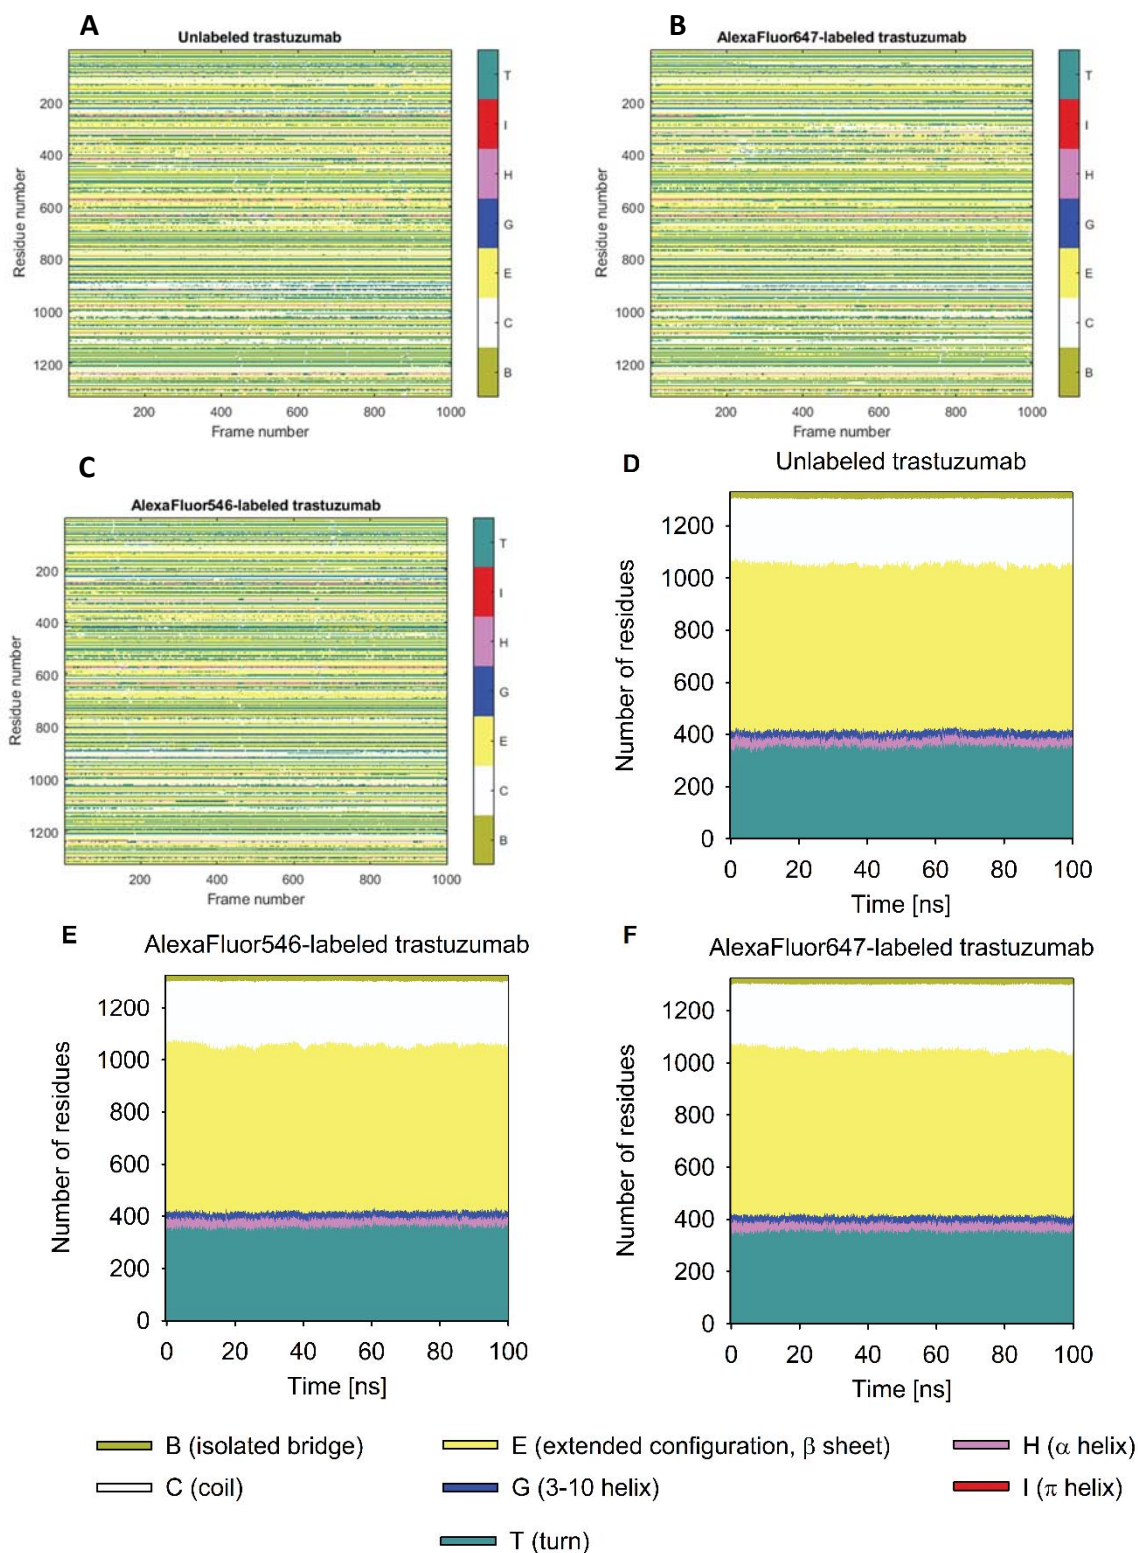 A
Unlabeled trastuzumab
Residue number
200
400
600
800
1000
1200
200 400 600 800 1000
Frame number
T
I
H
G
E
C
B
B
AlexaFluor647-labeled trastuzumab
Residue number
200
400
600
800
1000
1200
200 400 600 800 1000
Frame number
T
I
H
G
E
C
B
C
AlexaFluor546-labeled trastuzumab
Residue number
200
400
600
800
1000
1200
200 400 600 800 1000
Frame number
T
I
H
G
E
C
B
D
Unlabeled trastuzumab
Number of residues
1200
1000
800
600
400
200
0
0 20 40 60 80 100
Time [ns]
E
AlexaFluor546-labeled trastuzumab
Number of residues
1200
1000
800
600
400
200
0
0 20 40 60 80 100
Time [ns]
F
AlexaFluor647-labeled trastuzumab
Number of residues
1200
1000
800
600
400
200
0
0 20 40 60 80 100
Time [ns]
B (isolated bridge) E (extended configuration, β sheet) H (α helix)
C (coil) G (3-10 helix) I (π helix)
T (turn)